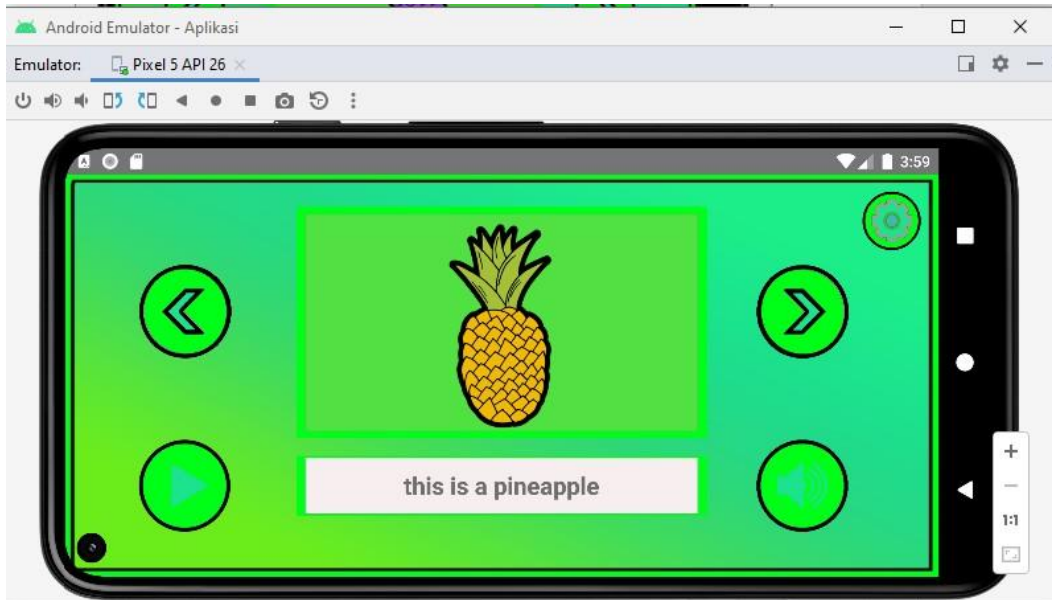 Android Emulator - Aplikasi
Emulator: Pixel 5 API 26
3:59
this is a pineapple
1:1